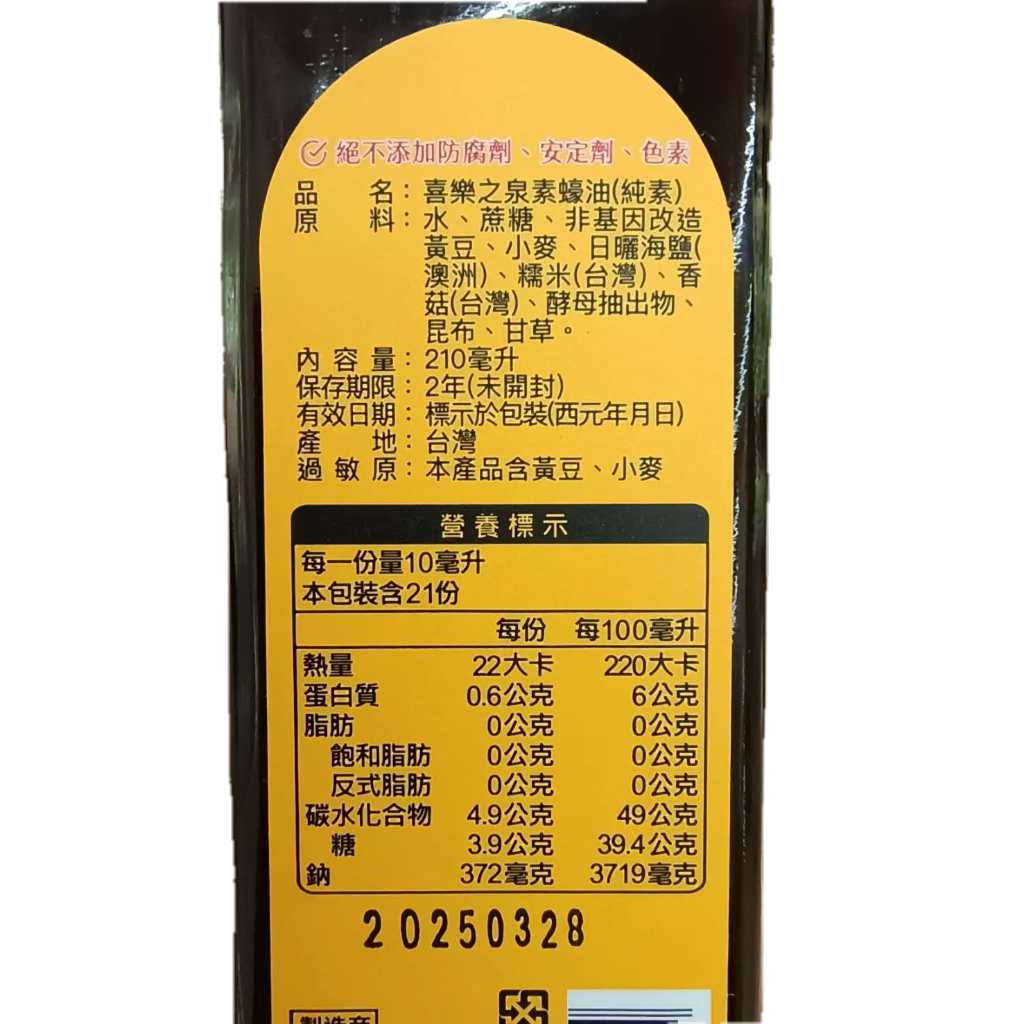 絕不添加防腐劑、安定劑、色素
品名：喜樂之泉素蠔油(純素)
原料：水、蔗糖、非基因改造
黃豆、小麥、日曬海鹽(
澳洲)、糯米(台灣)、香
菇(台灣)、酵母抽出物、
昆布、甘草。
內容量：210毫升
保存期限：2年(未開封)
有效日期：標示於包裝(西元年月日)
產地：台灣
過敏原：本產品含黃豆、小麥
營養標示
每一份量10毫升
本包裝含21份
每份 每100毫升
熱量 22大卡 220大卡
蛋白質 0.6公克 6公克
脂肪 0公克 0公克
飽和脂肪 0公克 0公克
反式脂肪 0公克 0公克
碳水化合物 4.9公克 49公克
糖 3.9公克 39.4公克
鈉 372毫克 3719毫克
20250328
製造商